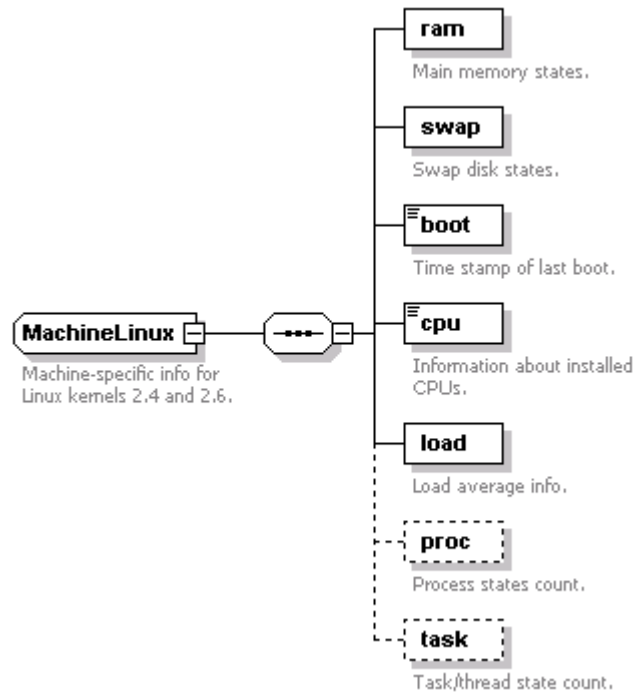 ram
Main memory states.
swap
Swap disk states.
boot
Time stamp of last boot.
MachineLinux
Machine-specific info for
Linux kernels 2.4 and 2.6.
cpu
Information about installed
CPUs.
load
Load average info.
proc
Process states count.
task
Task/thread state count.